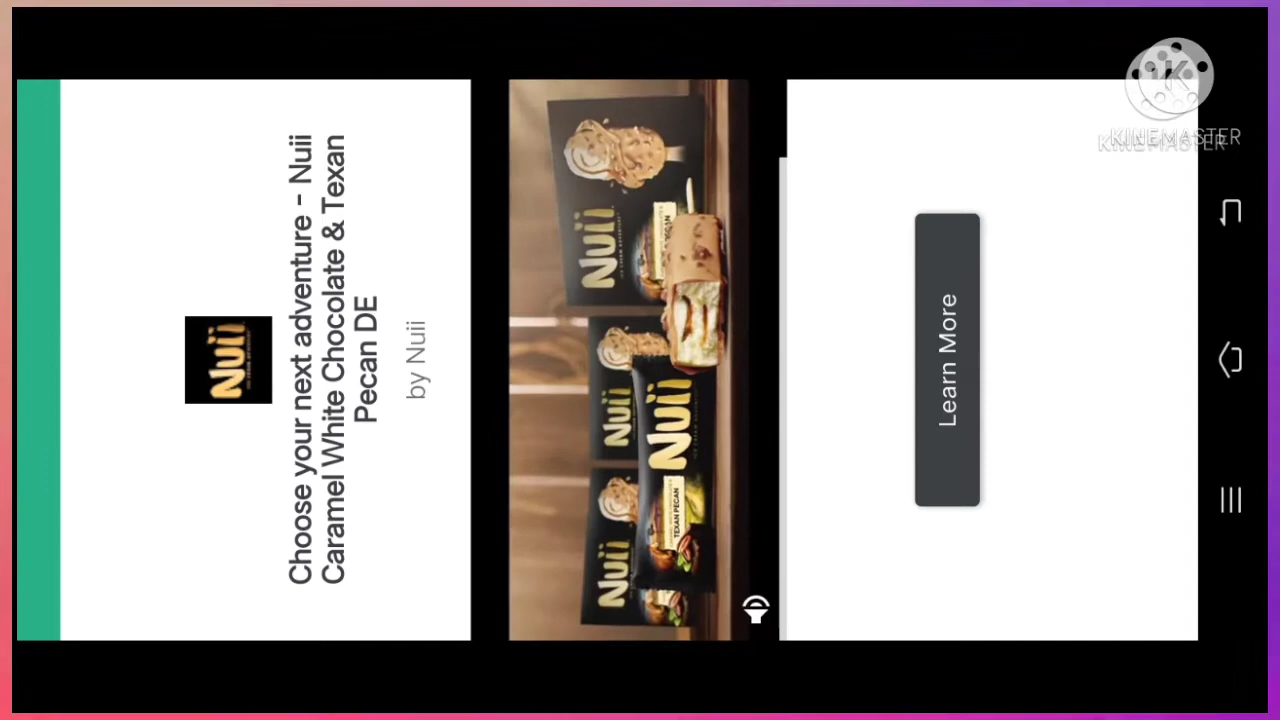 Choose your next adventure - Nuii
Caramel White Chocolate & Texan
Pecan DE
by Nuii
Nuii
Nuii
Nuii
Nuii
Nuii
TEXAN PECAN
Learn More
KINEMASTER
KINEMASTER